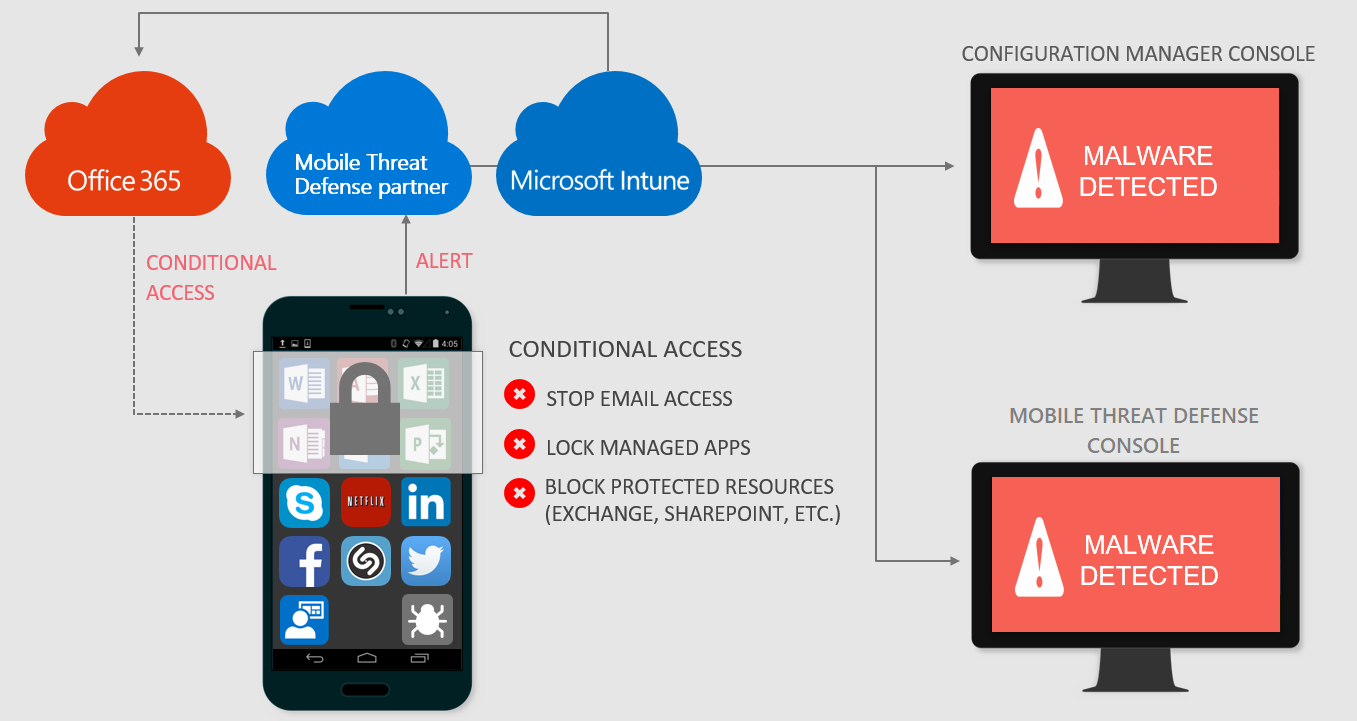 CONFIGURATION MANAGER CONSOLE
Office 365
Mobile Threat
Defense partner
Microsoft Intune
MALWARE
DETECTED
CONDITIONAL
ACCESS
ALERT
4:05
W
A
X
N
P
CONDITIONAL ACCESS
STOP EMAIL ACCESS
LOCK MANAGED APPS
BLOCK PROTECTED RESOURCES
(EXCHANGE, SHAREPOINT, ETC.)
S
NETFLIX
in
f
MOBILE THREAT DEFENSE
CONSOLE
MALWARE
DETECTED